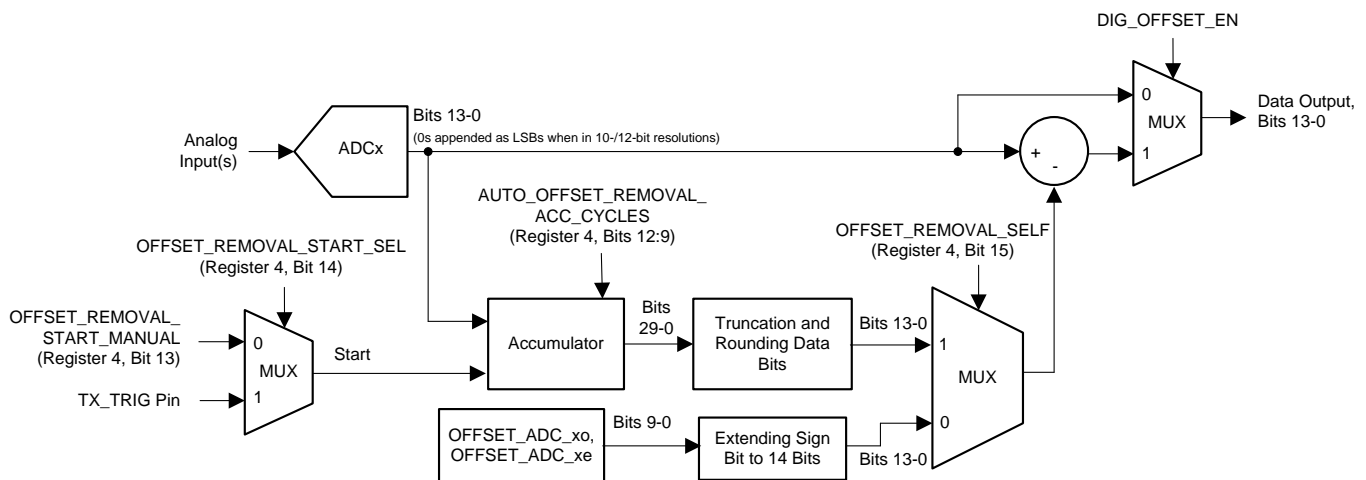 DIG_OFFSET_EN
0
MUX
1
Data Output,
Bits 13-0
Analog
Input(s)
ADCx
Bits 13-0
(0s appended as LSBs when in 10-/12-bit resolutions)
+
-
AUTO_OFFSET_REMOVAL_
ACC_CYCLES
(Register 4, Bits 12:9)
OFFSET_REMOVAL_SELF
(Register 4, Bit 15)
OFFSET_REMOVAL_START_SEL
(Register 4, Bit 14)
OFFSET_REMOVAL_
START_MANUAL
(Register 4, Bit 13)
TX_TRIG Pin
0
MUX
1
Start
Accumulator
Bits
29-0
Truncation and
Rounding Data
Bits
Bits 13-0
1
MUX
0
OFFSET_ADC_xo,
OFFSET_ADC_xe
Bits 9-0
Extending Sign
Bit to 14 Bits
Bits 13-0